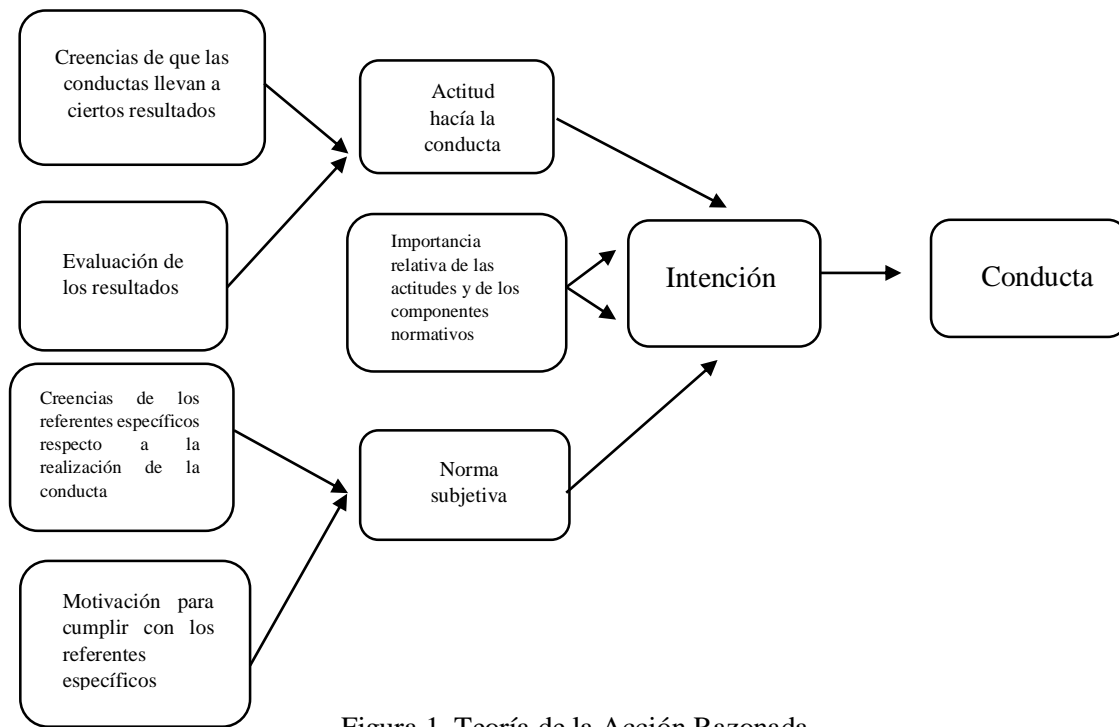 Creencias de que las
conductas llevan a
ciertos resultados
Actitud
hacía la
conducta
Evaluación de
los resultados
Importancia
relativa de las
actitudes y de los
componentes
normativos
Intención
Conducta
Creencias de los
referentes específicos
respecto a la
realización de la
conducta
Norma
subjetiva
Motivación para
cumplir con los
referentes
específicos
Figura 1. Teoría de la Acción Razonada